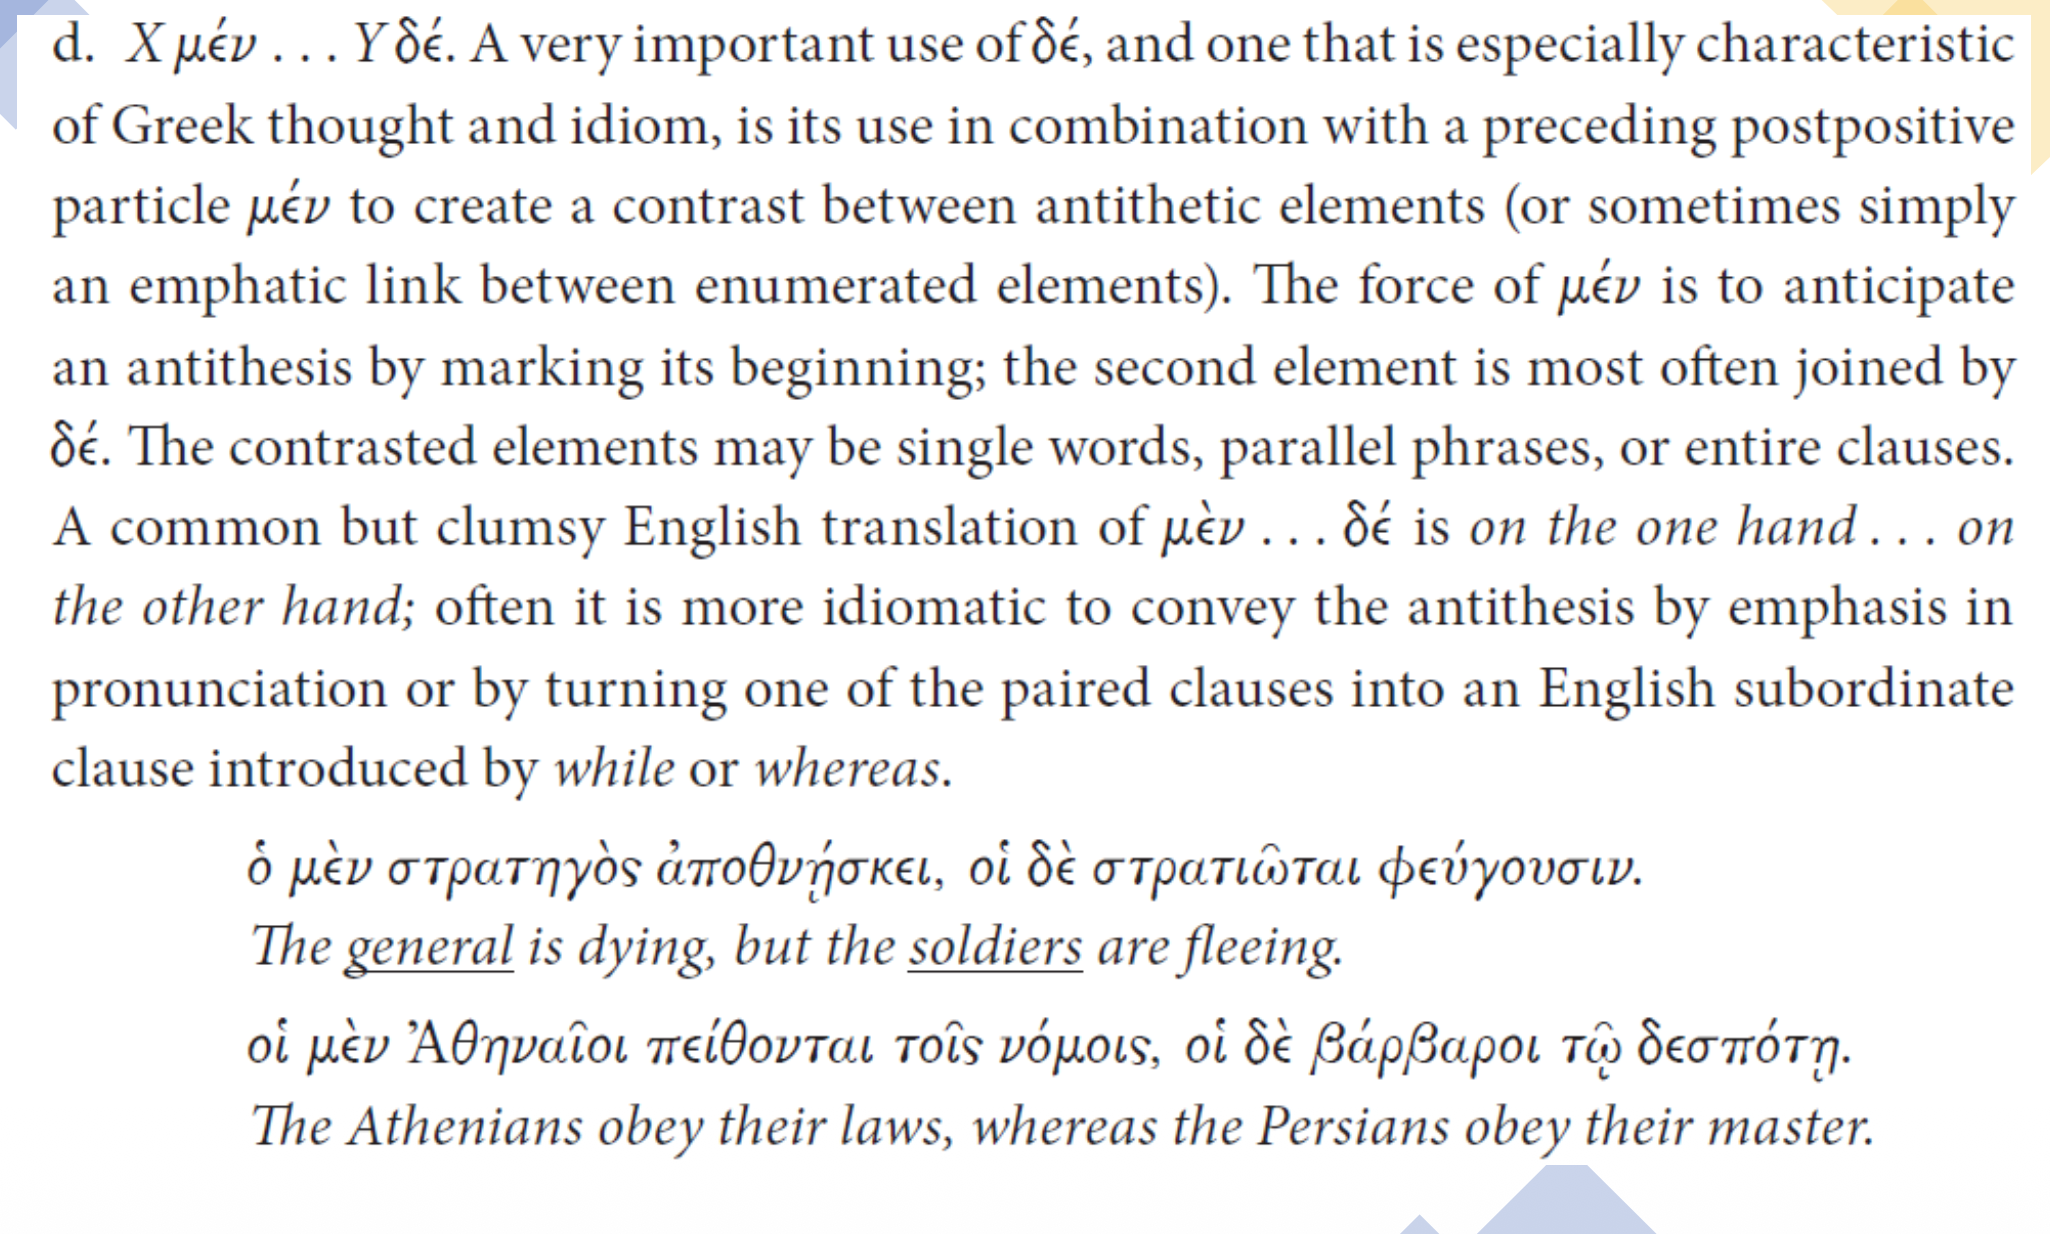 d. X μέν . . . Y δέ. A very important use of δέ, and one that is especially characteristic
of Greek thought and idiom, is its use in combination with a preceding postpositive
particle μέν to create a contrast between antithetic elements (or sometimes simply
an emphatic link between enumerated elements). The force of μέν is to anticipate
an antithesis by marking its beginning; the second element is most often joined by
δέ. The contrasted elements may be single words, parallel phrases, or entire clauses.
A common but clumsy English translation of μὲν . . . δέ is on the one hand . . . on
the other hand; often it is more idiomatic to convey the antithesis by emphasis in
pronunciation or by turning one of the paired clauses into an English subordinate
clause introduced by while or whereas.
ὁ μὲν στρατηγὸς ἀποθνῄσκει, οἱ δὲ στρατιῶται φεύγουσιν.
The general is dying, but the soldiers are fleeing.
οἱ μὲν Ἀθηναῖοι πείθονται τοῖς νόμοις, οἱ δὲ βάρβαροι τῷ δεσπότῃ.
The Athenians obey their laws, whereas the Persians obey their master.